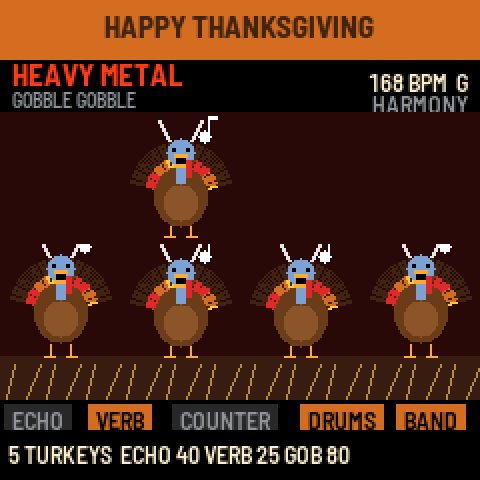 HAPPY THANKSGIVING
HEAVY METAL
168 BPM G
GOBBLE GOBBLE
HARMONY
ECHO VERB COUNTER DRUMS BAND
5 TURKEYS ECHO 40 VERB 25 GOB 80